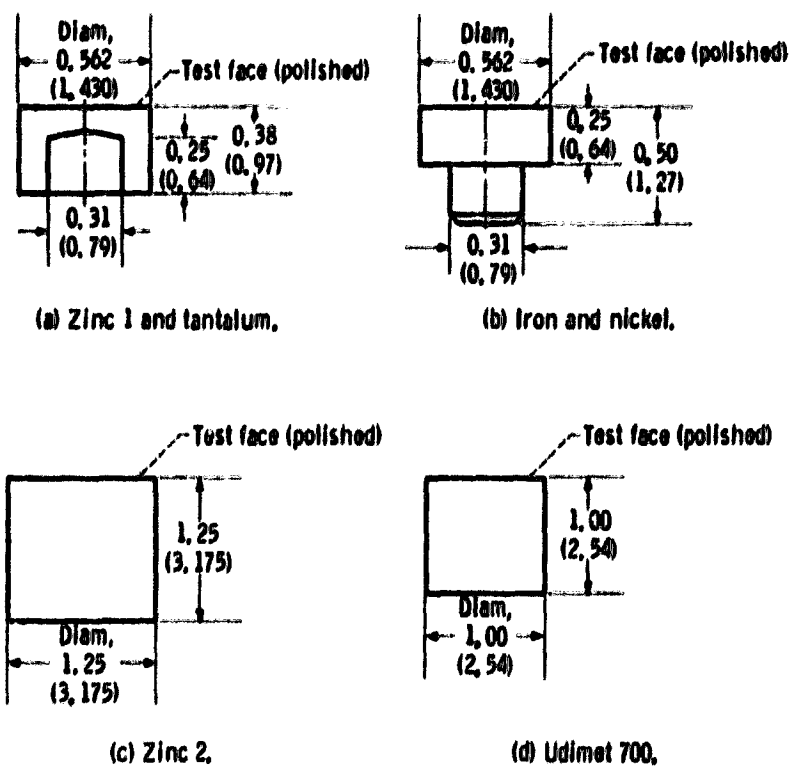 Diam,
0.562
(1.430)
Test face (polished)
0.25
(0.64)
0.38
(0.97)
0.31
(0.79)
(a) Zinc 1 and tantalum.
Diam,
0.562
(1.430)
Test face (polished)
0.25
(0.64)
0.50
(1.27)
0.31
(0.79)
(b) Iron and nickel.
Test face (polished)
1.25
(3.175)
Diam,
1.25
(3.175)
(c) Zinc 2.
Test face (polished)
1.00
(2.54)
Diam,
1.00
(2.54)
(d) Udimet 700.